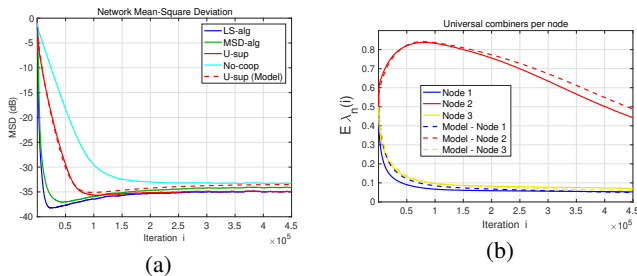 Network Mean-Square Deviation
0
-5
-10
-15
-20
-25
-30
-35
-40
MSD (dB)
LS-alg
MSD-alg
U-sup
No-coop
U-sup (Model)
0.5 1 1.5 2 2.5 3 3.5 4 4.5
Iteration i
×10⁵
(a)
Universal combiners per node
0.8
0.7
0.6
0.5
0.4
0.3
0.2
0.1
0
E λₙ(i)
Node 1
Node 2
Node 3
Model - Node 1
Model - Node 2
Model - Node 3
0.5 1 1.5 2 2.5 3 3.5 4 4.5
Iteration i
×10⁵
(b)